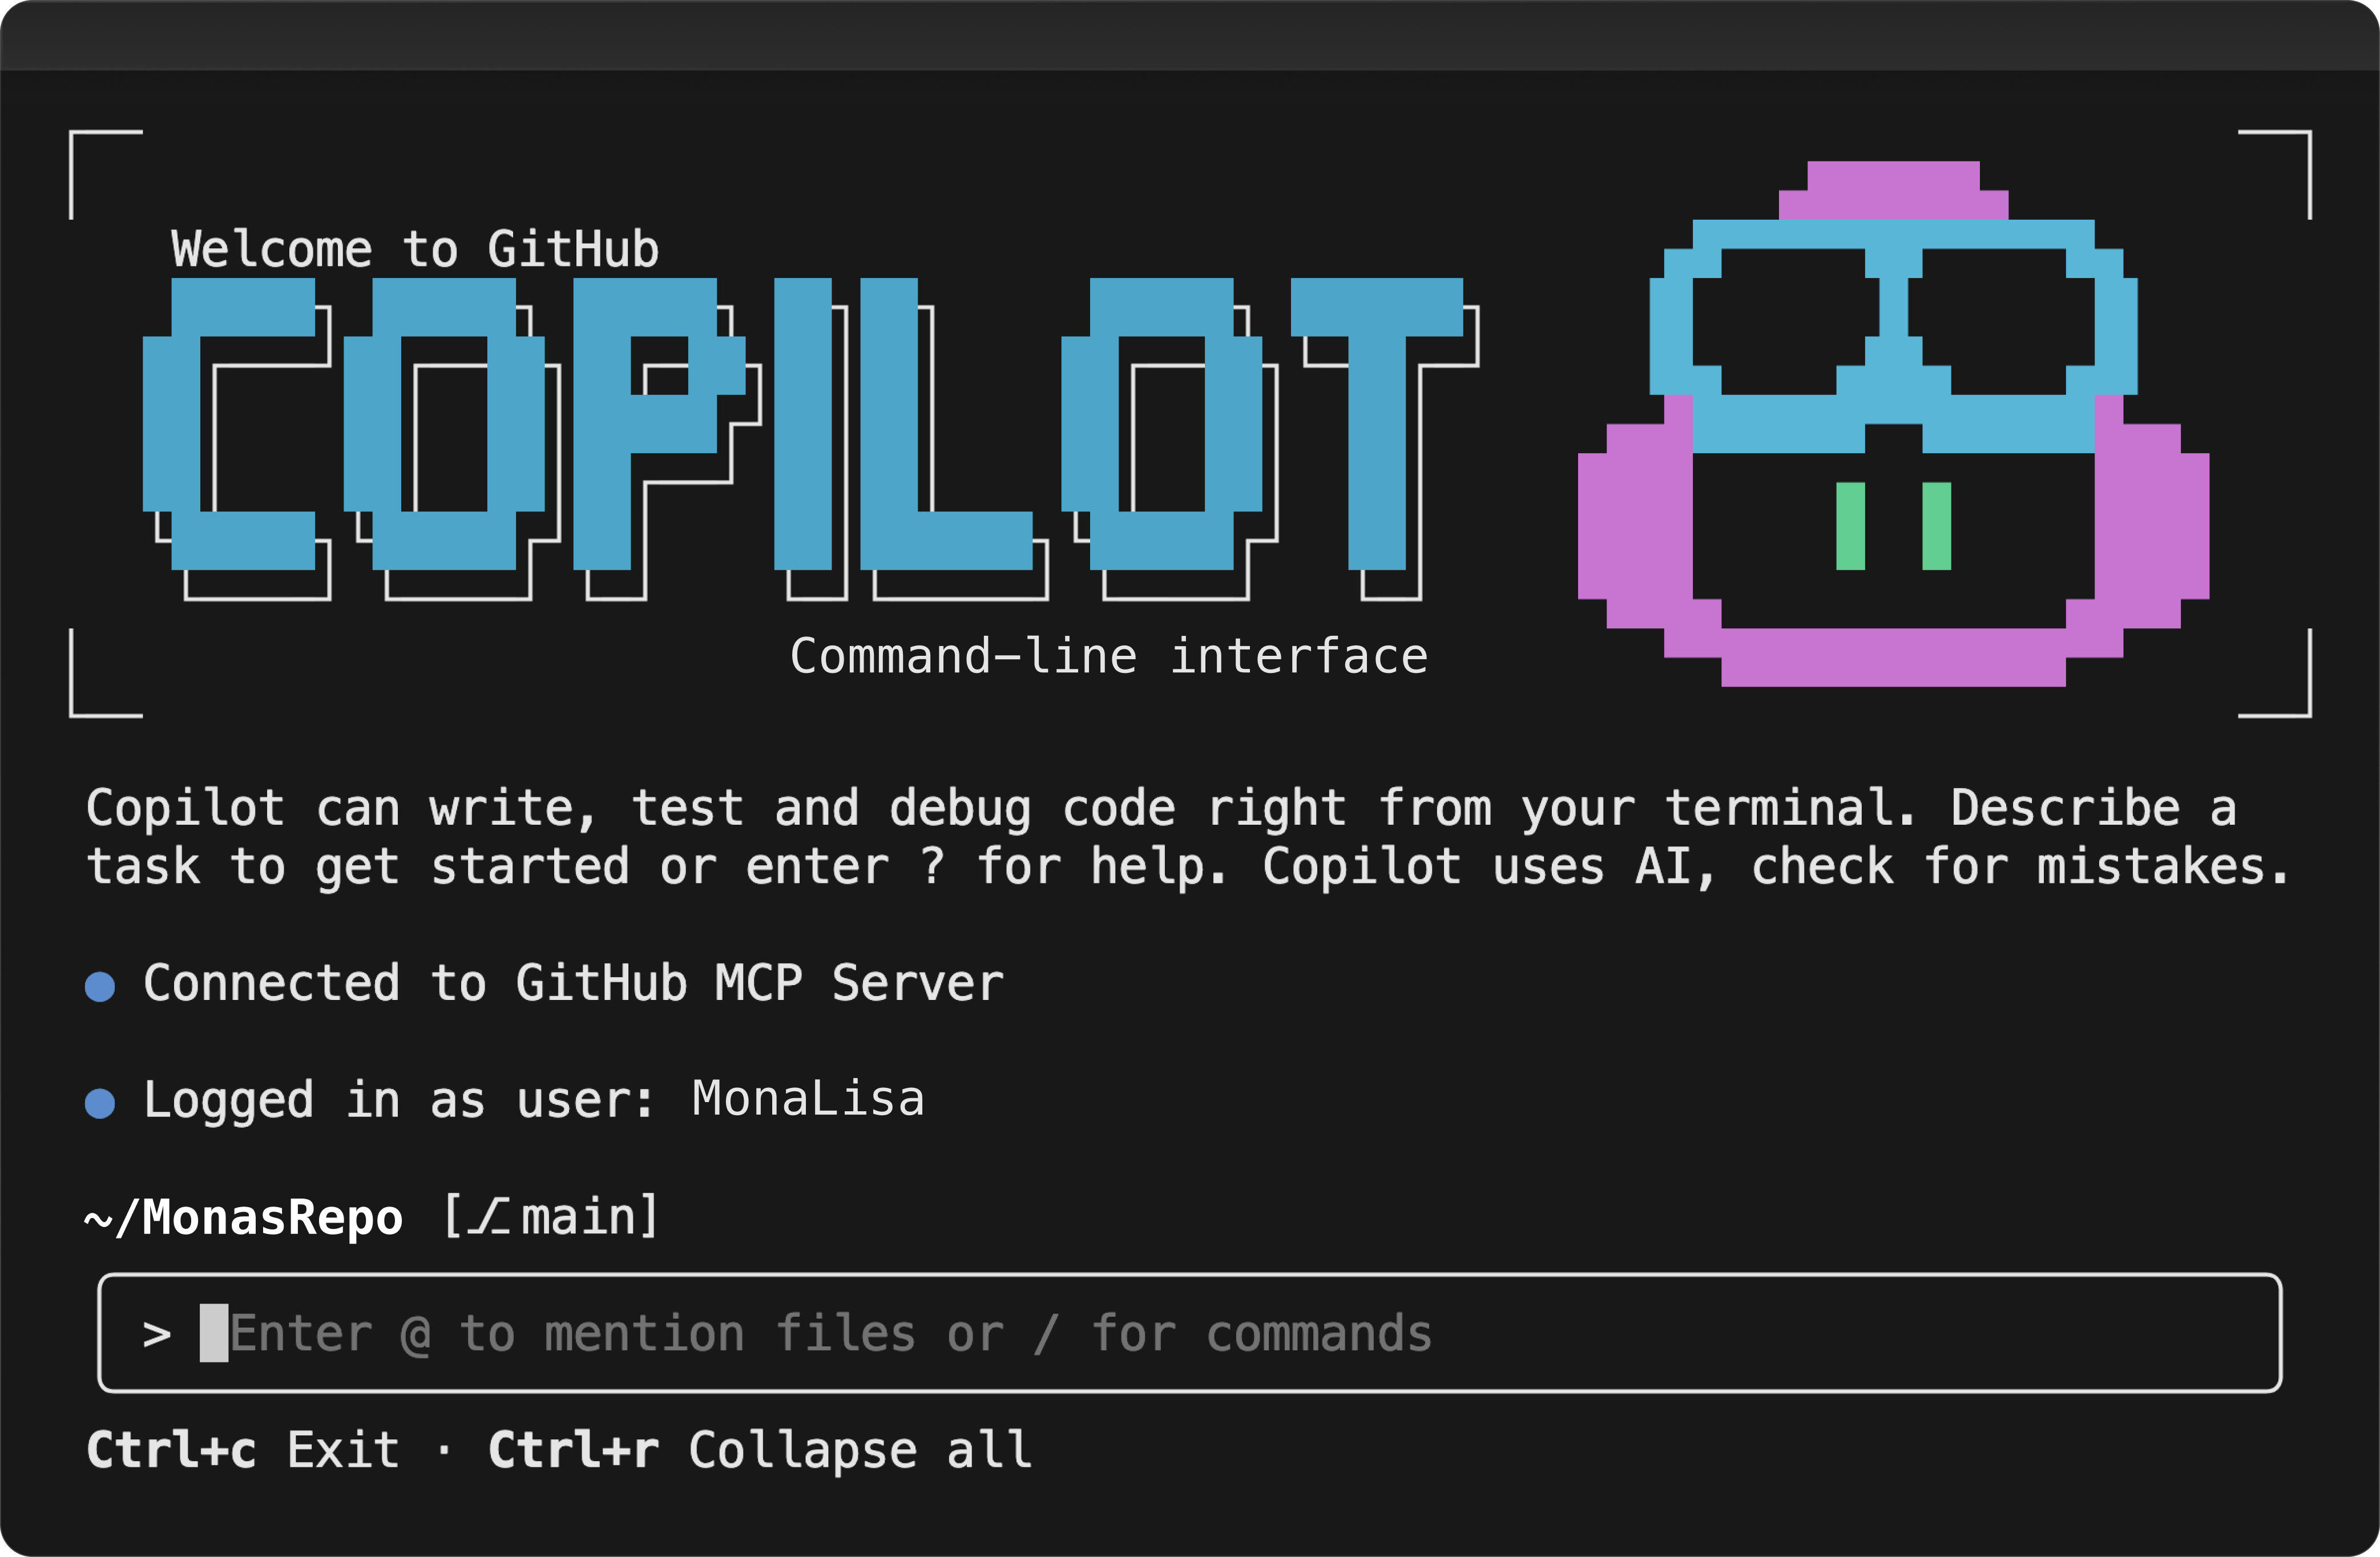 Welcome to GitHub
COPILOT
Command-line interface
Copilot can write, test and debug code right from your terminal. Describe a
task to get started or enter ? for help. Copilot uses AI, check for mistakes.
● Connected to GitHub MCP Server
● Logged in as user: MonaLisa
~/MonasRepo [⎇ main]
> Enter @ to mention files or / for commands
Ctrl+c Exit · Ctrl+r Collapse all